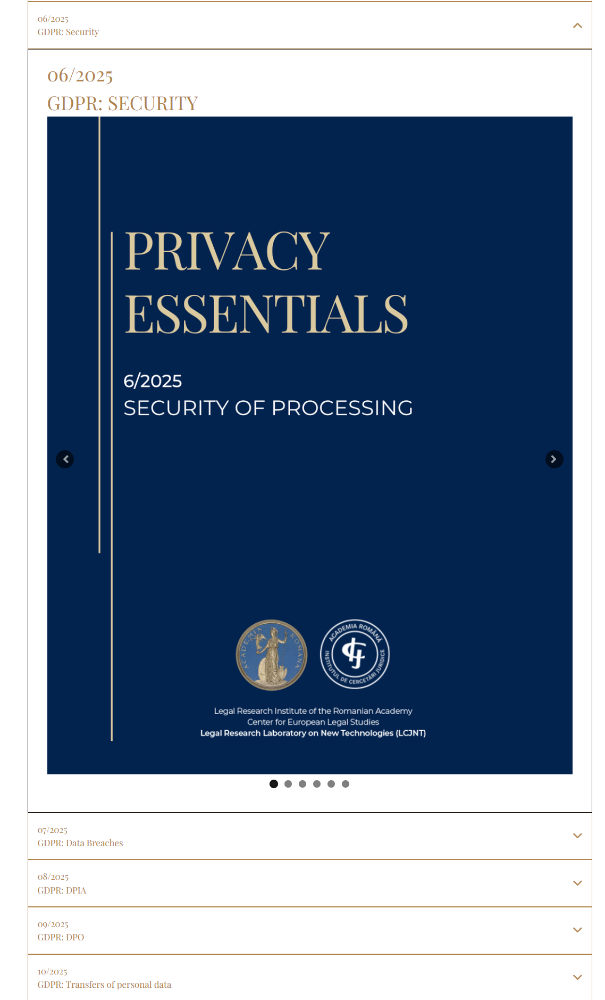 06/2025
GDPR: Security
06/2025
GDPR: SECURITY
PRIVACY
ESSENTIALS
6/2025
SECURITY OF PROCESSING
ACADEMIA ROMANA
ACADEMIA ROMÂNĂ
INSTITUTUL DE CERCETĂRI JURIDICE
Legal Research Institute of the Romanian Academy
Center for European Legal Studies
Legal Research Laboratory on New Technologies (LCJNT)
07/2025
GDPR: Data Breaches
08/2025
GDPR: DPIA
09/2025
GDPR: DPO
10/2025
GDPR: Transfers of personal data